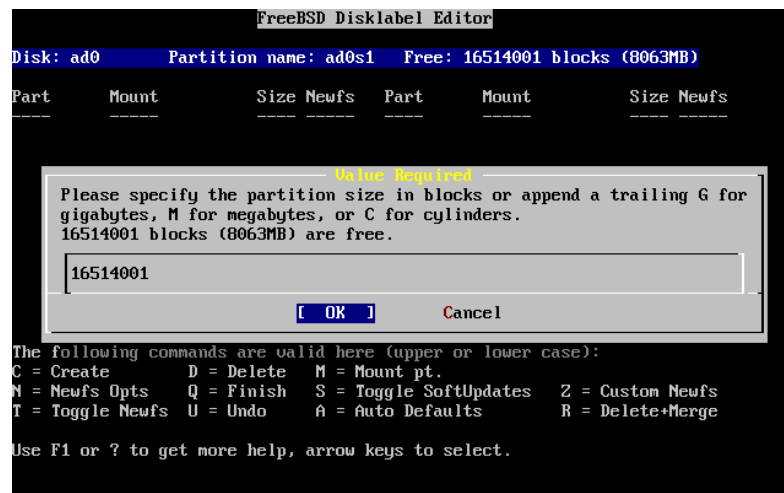 FreeBSD Disklabel Editor
Disk: ad0 Partition name: ad0s1 Free: 16514001 blocks (8063MB)
Part Mount Size Newfs Part Mount Size Newfs
---- ----- ---- ----- ---- ----- ---- -----
Value Required
Please specify the partition size in blocks or append a trailing G for
gigabytes, M for megabytes, or C for cylinders.
16514001 blocks (8063MB) are free.
16514001
[ OK ] Cancel
The following commands are valid here (upper or lower case):
C = Create D = Delete M = Mount pt.
N = Newfs Opts Q = Finish S = Toggle SoftUpdates Z = Custom Newfs
T = Toggle Newfs U = Undo A = Auto Defaults R = Delete+Merge
Use F1 or ? to get more help, arrow keys to select.